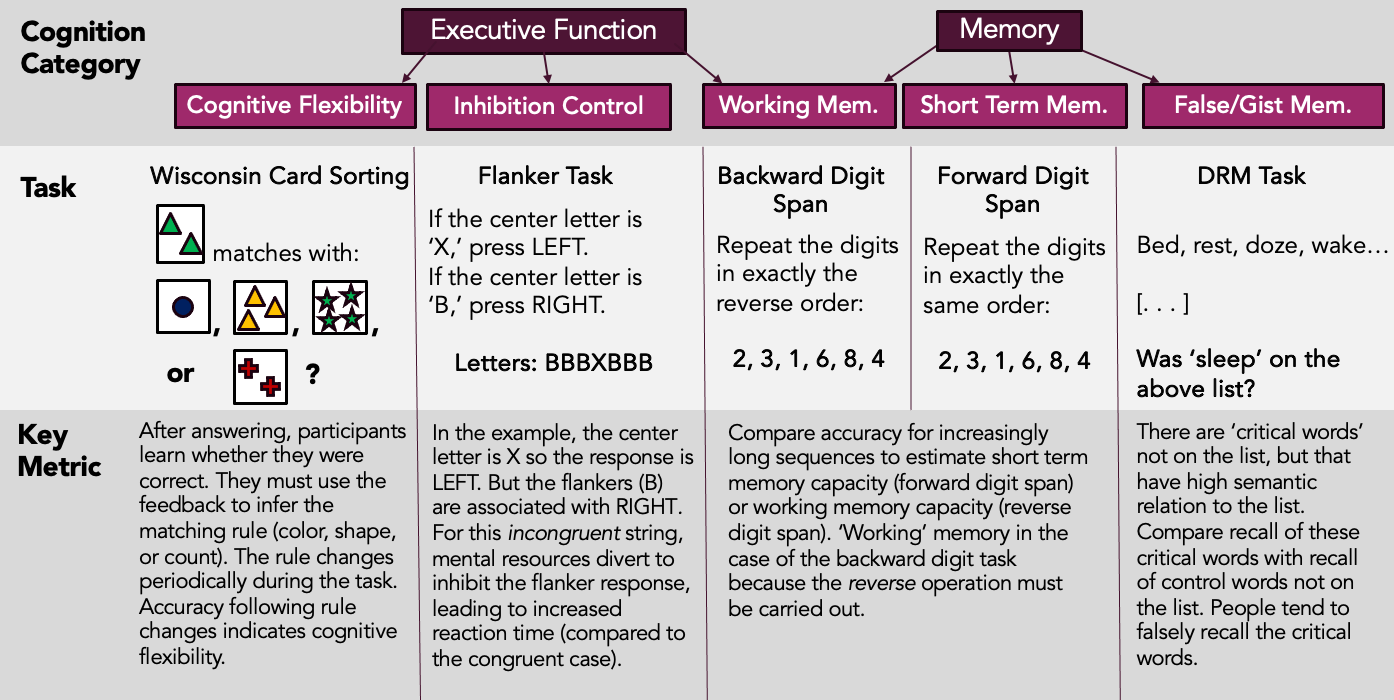 Cognition
Category
Executive Function
Memory
Cognitive Flexibility
Inhibition Control
Working Mem.
Short Term Mem.
False/Gist Mem.
Task
Wisconsin Card Sorting
matches with:
, , ,
or ?
Flanker Task
If the center letter is
‘X,’ press LEFT.
If the center letter is
‘B,’ press RIGHT.
Letters: BBBXBBB
Backward Digit
Span
Repeat the digits
in exactly the
reverse order:
2, 3, 1, 6, 8, 4
Forward Digit
Span
Repeat the digits
in exactly the
same order:
2, 3, 1, 6, 8, 4
DRM Task
Bed, rest, doze, wake…
[. . . ]
Was ‘sleep’ on the
above list?
Key
Metric
After answering, participants
learn whether they were
correct. They must use the
feedback to infer the
matching rule (color, shape,
or count). The rule changes
periodically during the task.
Accuracy following rule
changes indicates cognitive
flexibility.
In the example, the center
letter is X so the response is
LEFT. But the flankers (B)
are associated with RIGHT.
For this incongruent string,
mental resources divert to
inhibit the flanker response,
leading to increased
reaction time (compared to
the congruent case).
Compare accuracy for increasingly
long sequences to estimate short term
memory capacity (forward digit span)
or working memory capacity (reverse
digit span). ‘Working’ memory in the
case of the backward digit task
because the reverse operation must
be carried out.
There are ‘critical words’
not on the list, but that
have high semantic
relation to the list.
Compare recall of these
critical words with recall
of control words not on
the list. People tend to
falsely recall the critical
words.